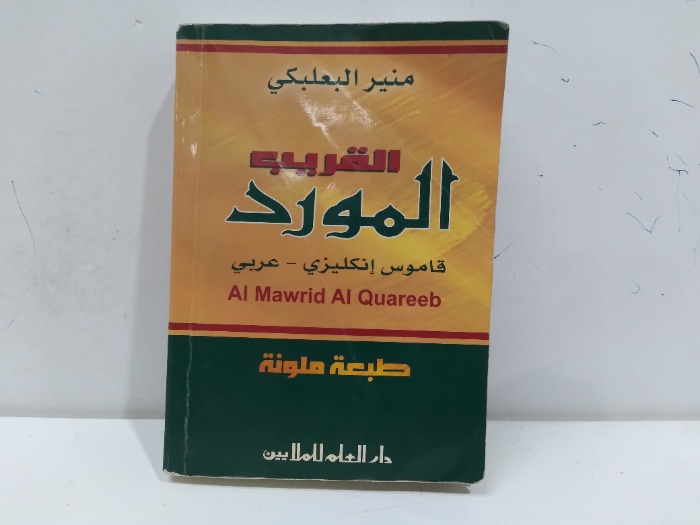 منير البعلبكي
القريب
المورد
قاموس إنكليزي - عربي
Al Mawrid Al Quareeb
طبعة ملونة
دار العلم للملايين